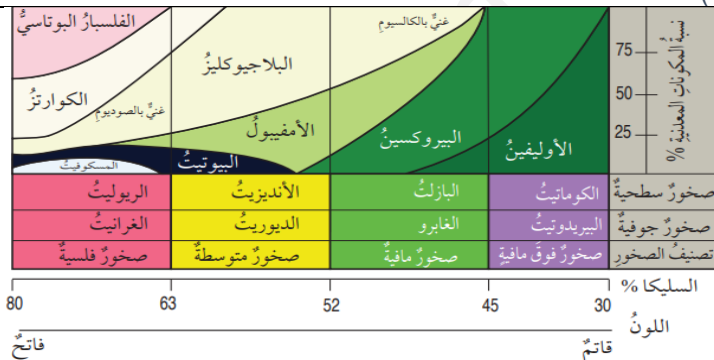 الفلسبارُ البوتاسيُّ
الكوارتزُ
غنيٌّ بالصوديومِ
المسكوفيتُ
البلاجيوكليزُ
غنيٌّ بالكالسيومِ
الأمفيبولُ
البيوتيتُ
البيروكسينُ
الأوليفينُ
نسبةُ المكوناتِ المعدنيةِ %
75
50
25
صخورٌ سطحيةٌ الكوماتيتُ البازلتُ الأنديزيتُ الريوليتُ
صخورٌ جوفيةٌ البيريدوتيتُ الغابرو الديوريتُ الغرانيتُ
تصنيفُ الصخورِ صخورٌ فوقَ مافيةٍ صخورٌ مافيةٌ صخورٌ متوسطةٌ صخورٌ فلسيةٌ
السليكا %
80 63 52 45 30
اللونُ
قاتمٌ فاتحٌ